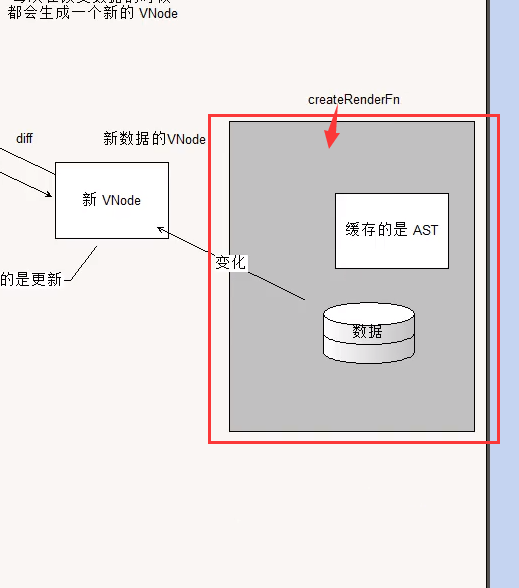 都会生成一个新的 VNode
createRenderFn
diff
新数据的VNode
新 VNode
缓存的是 AST
变化
的是更新
数据